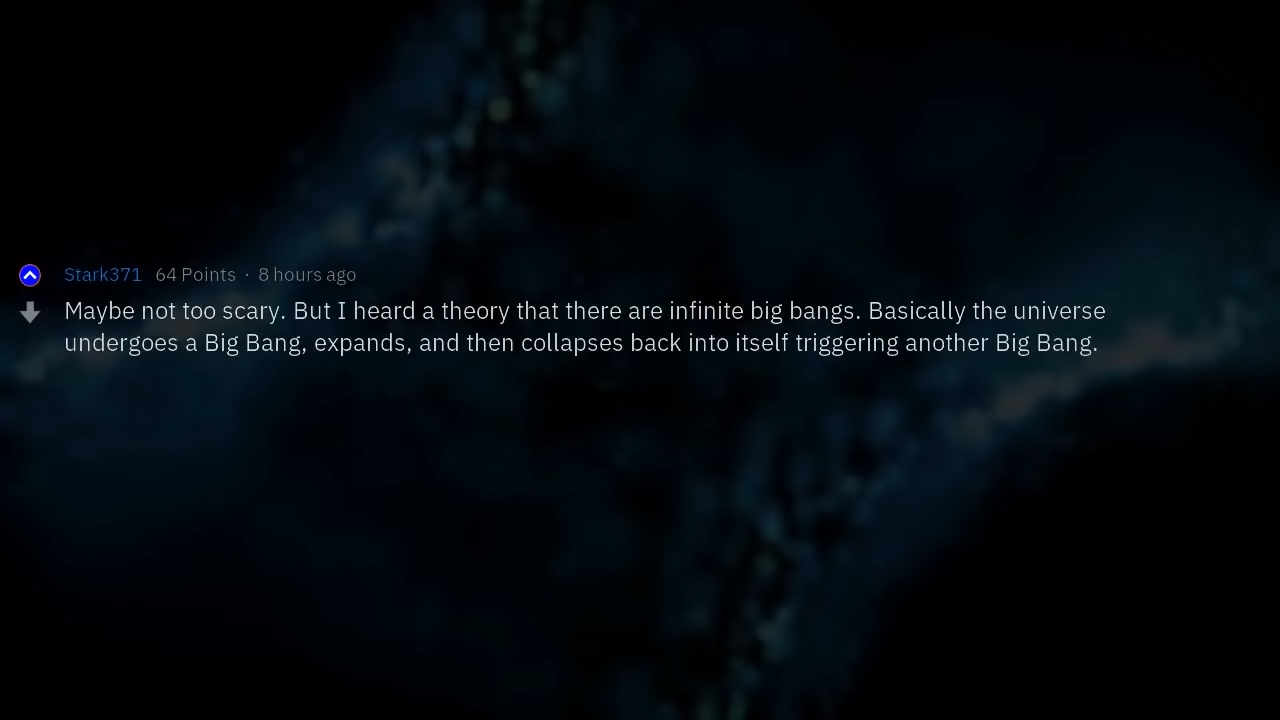 Stark371 64 Points · 8 hours ago
Maybe not too scary. But I heard a theory that there are infinite big bangs. Basically the universe
undergoes a Big Bang, expands, and then collapses back into itself triggering another Big Bang.